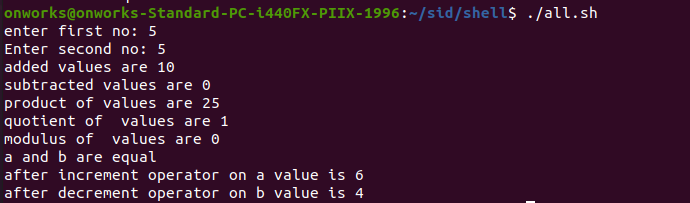 onworks@onworks-Standard-PC-i440FX-PIIX-1996:~/sid/shell$ ./all.sh
enter first no: 5
Enter second no: 5
added values are 10
subtracted values are 0
product of values are 25
quotient of  values are 1
modulus of  values are 0
a and b are equal
after increment operator on a value is 6
after decrement operator on b value is 4